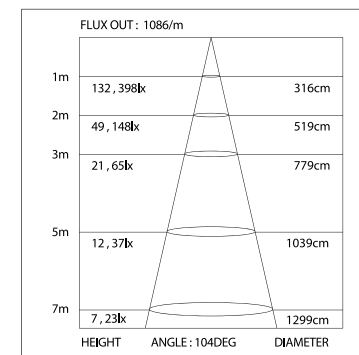 FLUX OUT : 1086/m
1m
132 , 398lx 316cm
2m
49 , 148lx 519cm
3m
21 , 65lx 779cm
5m
12 , 37lx 1039cm
7m
7 , 23lx 1299cm
HEIGHT ANGLE : 104DEG DIAMETER